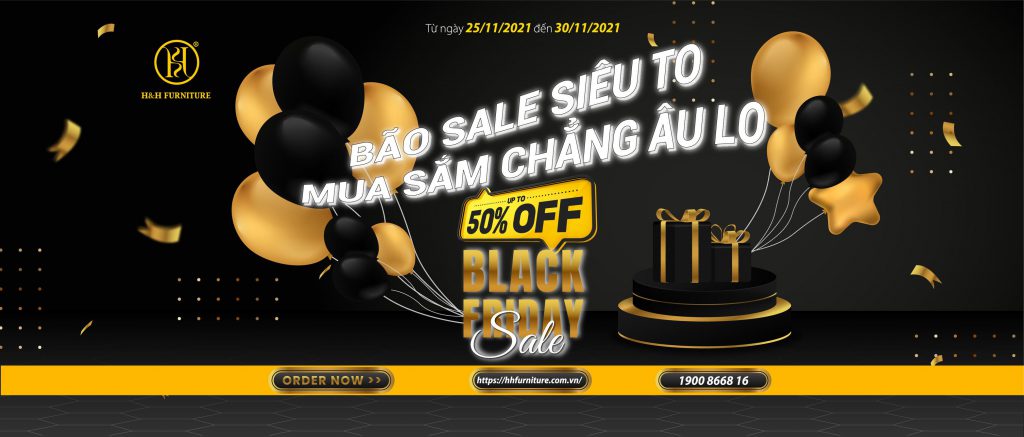 Từ ngày 25/11/2021 đến 30/11/2021
H&H FURNITURE
®
BÃO SALE SIÊU TO
MUA SẮM CHẲNG ÂU LO
UP TO
50% OFF
BLACK
FRIDAY
Sale
ORDER NOW >>
https://hhfurniture.com.vn/
1900 8668 16